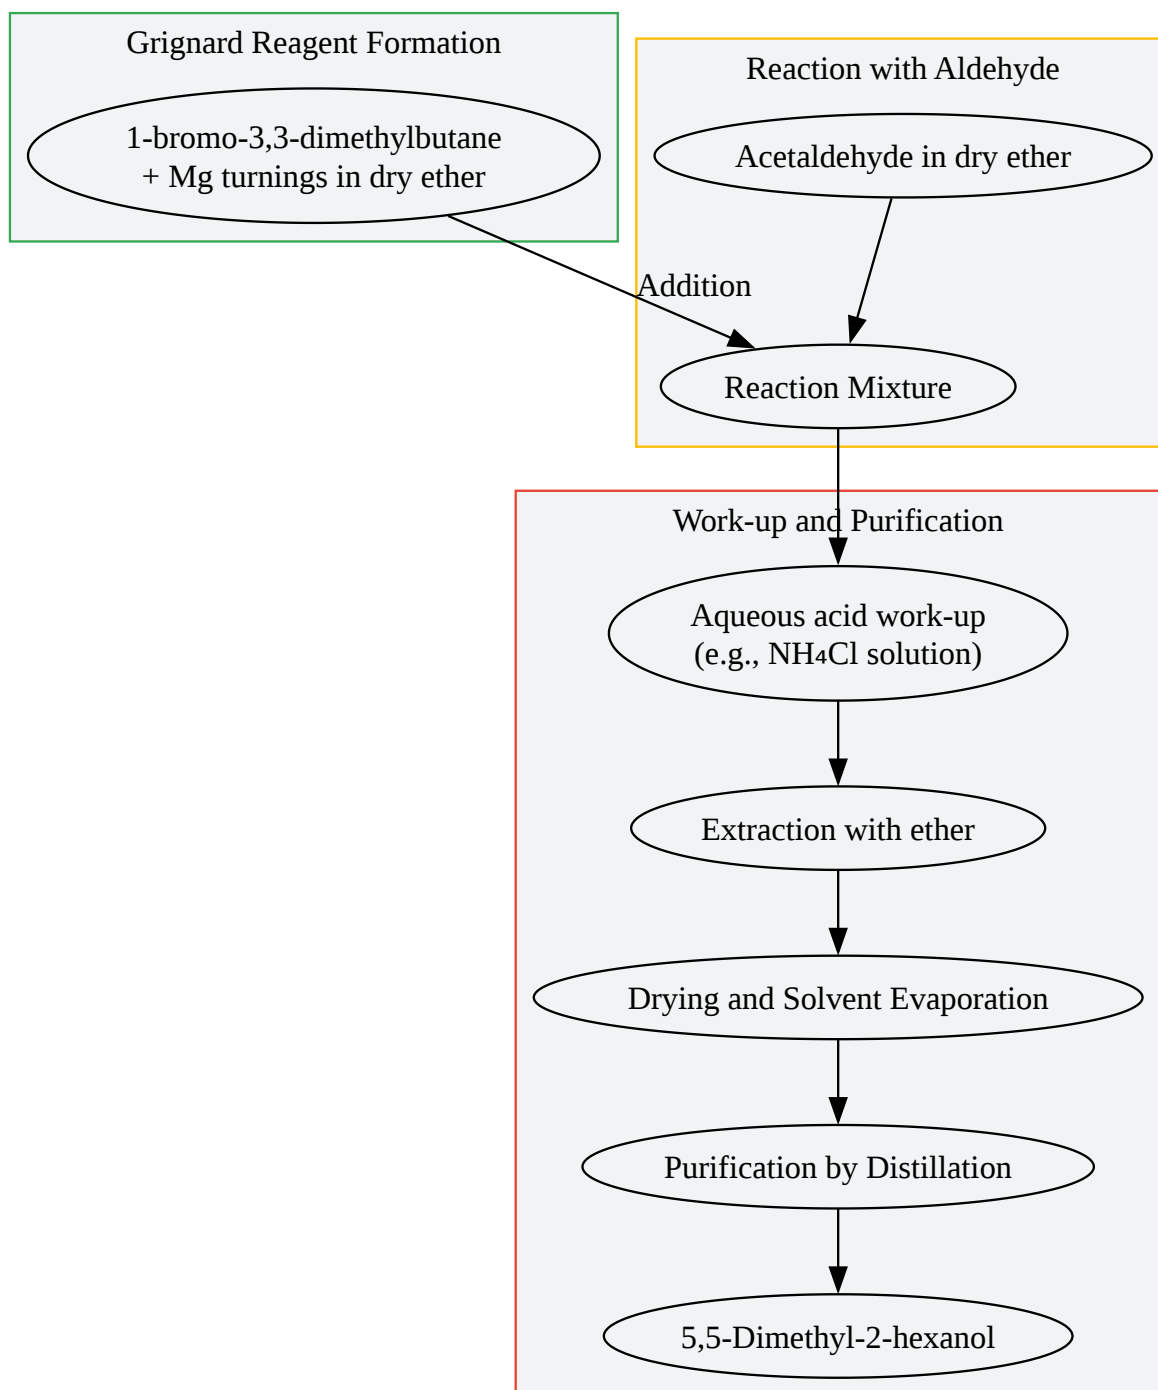 Grignard Reagent Formation
1-bromo-3,3-dimethylbutane
+ Mg turnings in dry ether
Reaction with Aldehyde
Acetaldehyde in dry ether
Addition
Reaction Mixture
Work-up and Purification
Aqueous acid work-up
(e.g., NH₄Cl solution)
Extraction with ether
Drying and Solvent Evaporation
Purification by Distillation
5,5-Dimethyl-2-hexanol